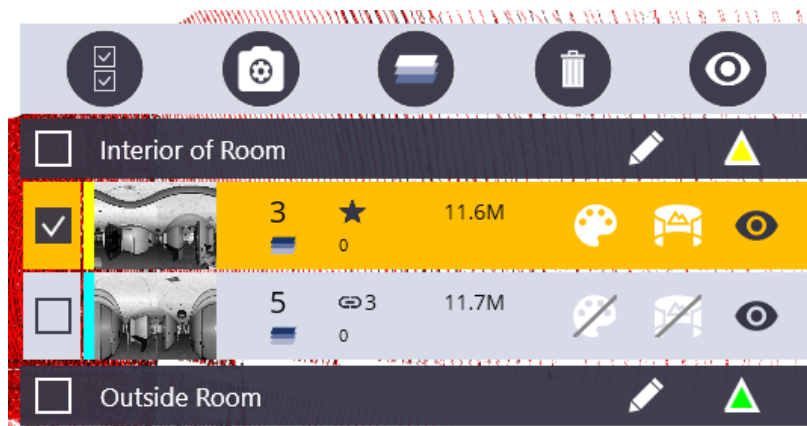 Interior of Room
3 11.6M
0
5 3 11.7M
0
Outside Room